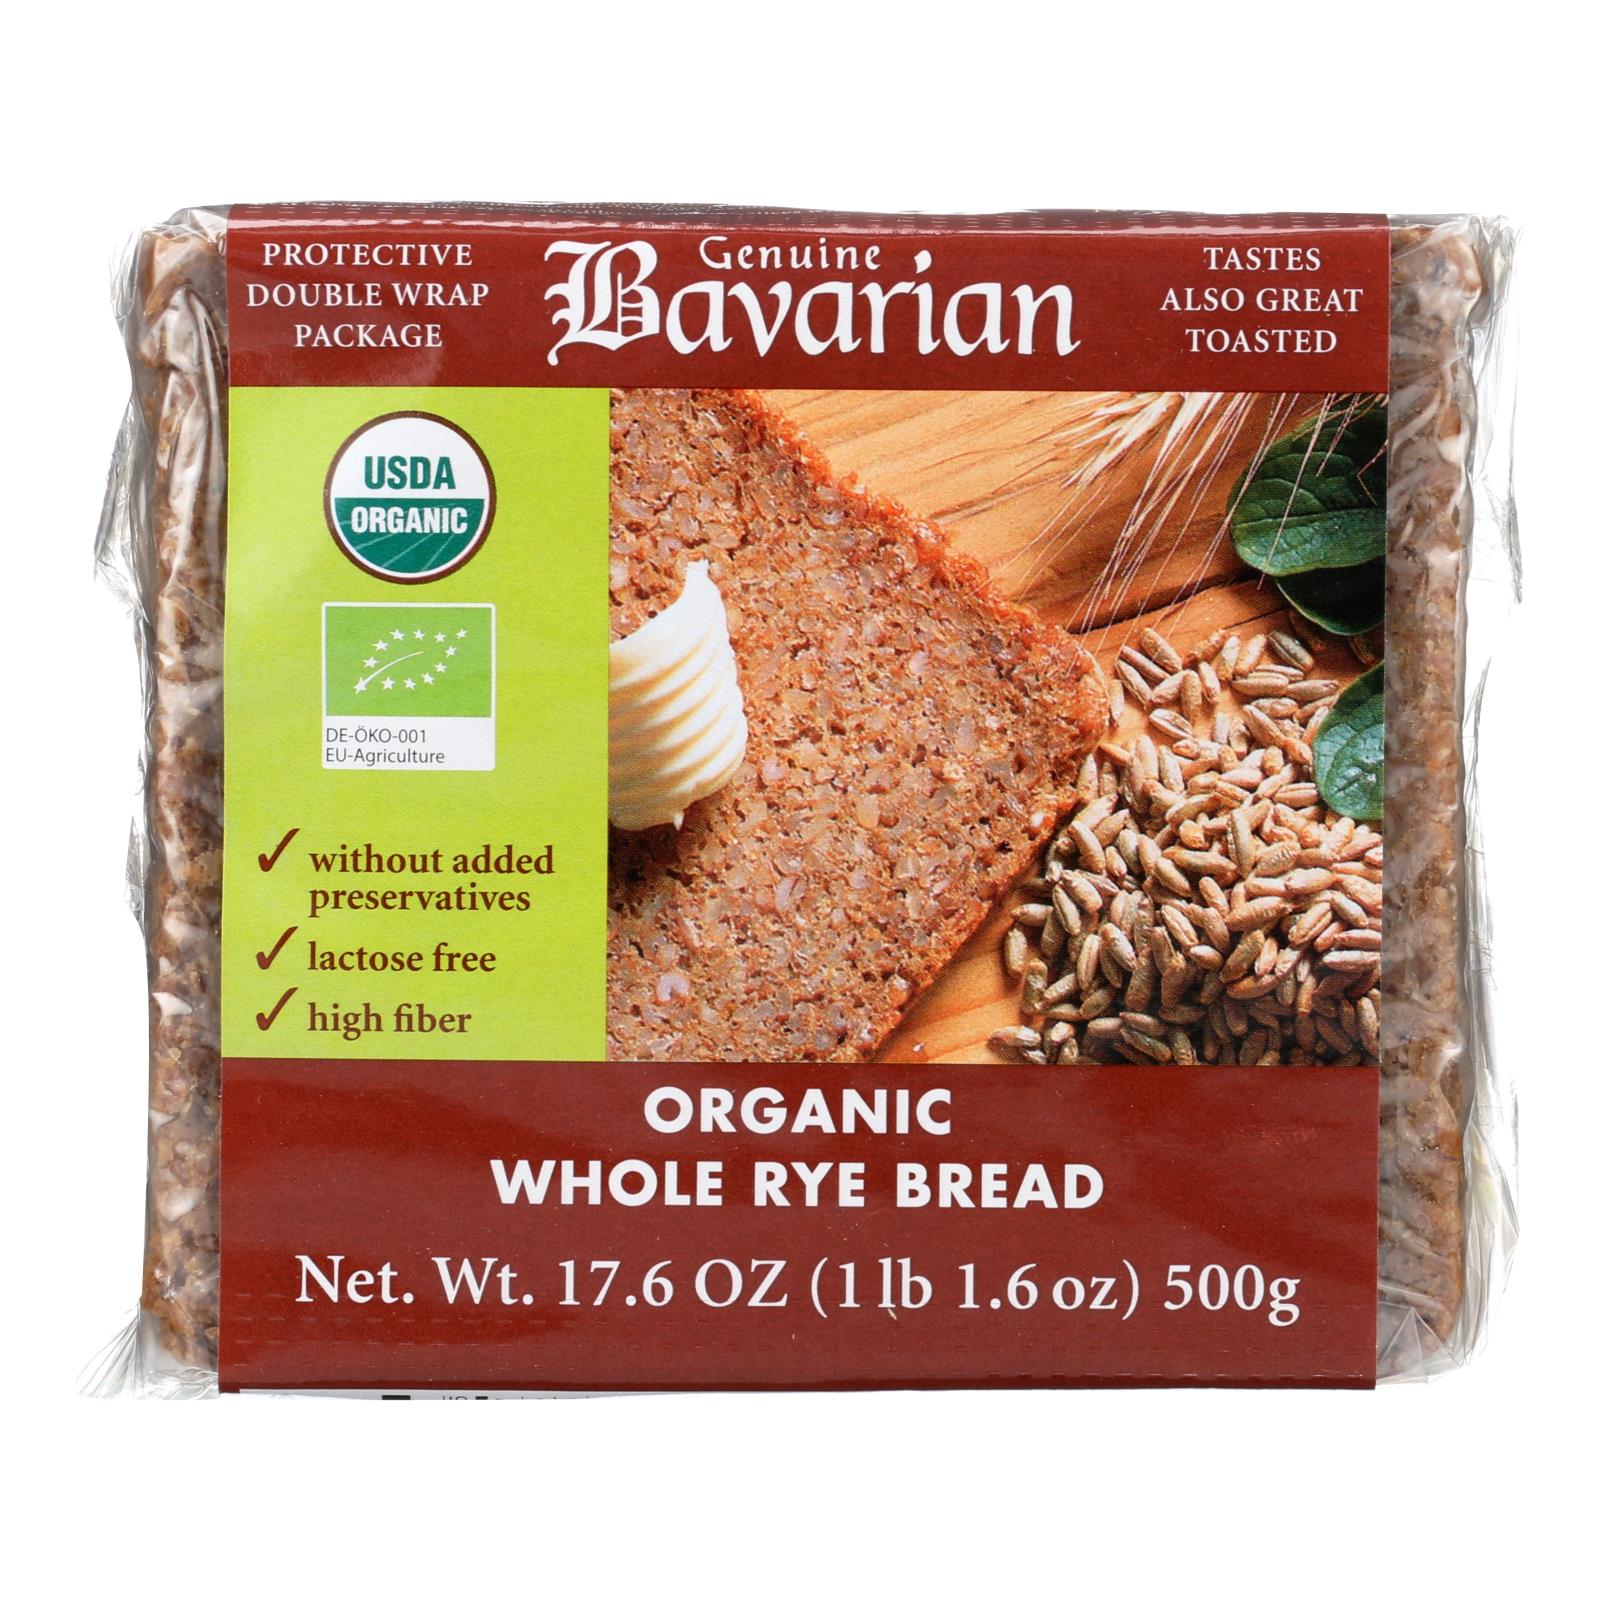 PROTECTIVE
DOUBLE WRAP
PACKAGE
Genuine
Bavarian
TASTES
ALSO GREAT
TOASTED
USDA
ORGANIC
DE-ÖKO-001
EU-Agriculture
✓ without added
preservatives
✓ lactose free
✓ high fiber
ORGANIC
WHOLE RYE BREAD
Net. Wt. 17.6 OZ (1 lb 1.6 oz) 500g